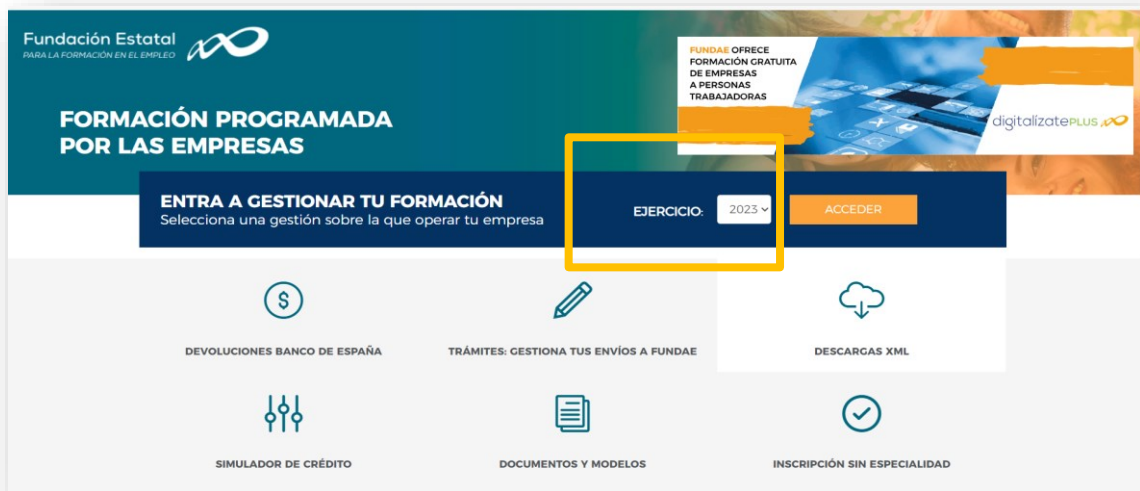 Fundación Estatal
PARA LA FORMACIÓN EN EL EMPLEO
FUNDAE OFRECE
FORMACIÓN GRATUITA
DE EMPRESAS
A PERSONAS
TRABAJADORAS
digitalízatePLUS
FORMACIÓN PROGRAMADA
POR LAS EMPRESAS
ENTRA A GESTIONAR TU FORMACIÓN
Selecciona una gestión sobre la que operar tu empresa
EJERCICIO: 2023 ACCEDER
DEVOLUCIONES BANCO DE ESPAÑA
TRÁMITES: GESTIONA TUS ENVÍOS A FUNDAE
DESCARGAS XML
SIMULADOR DE CRÉDITO
DOCUMENTOS Y MODELOS
INSCRIPCIÓN SIN ESPECIALIDAD